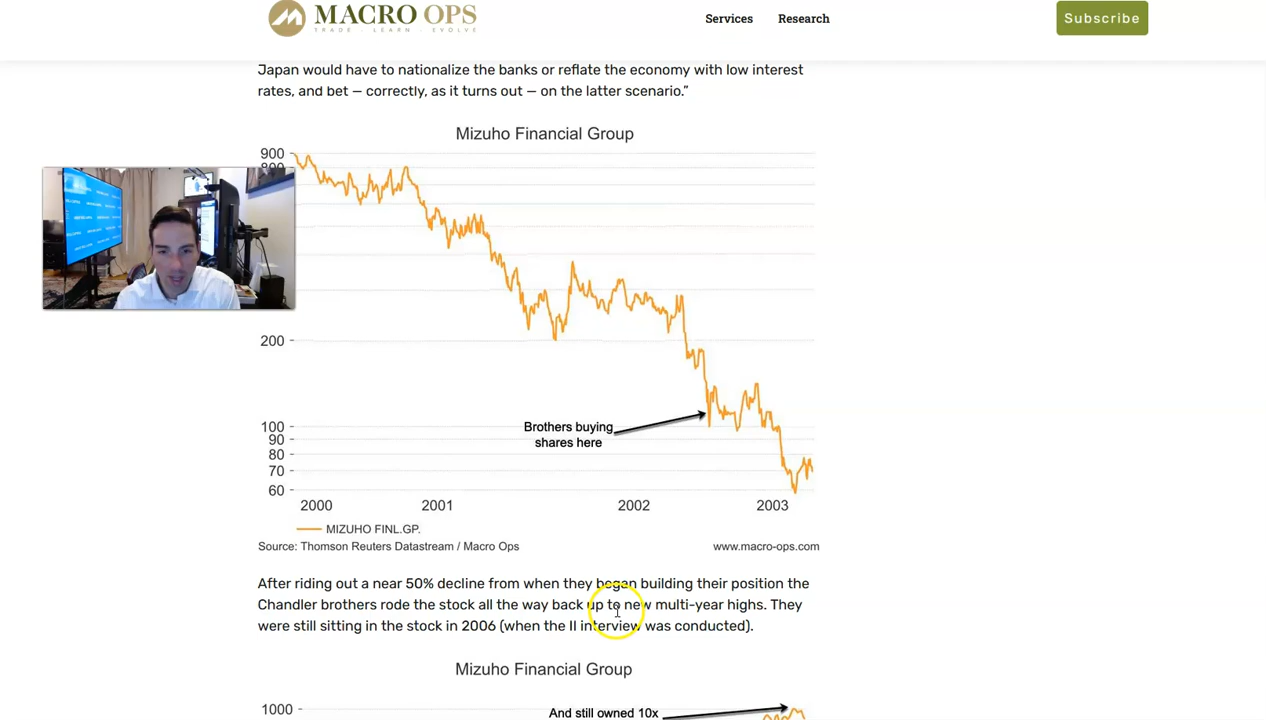 MACRO OPS
TRADE . LEARN . EVOLVE
Services
Research
Subscribe
Japan would have to nationalize the banks or reflate the economy with low interest
rates, and bet — correctly, as it turns out — on the latter scenario.”
Mizuho Financial Group
900
800
200
100
90
80
70
60
Brothers buying
shares here
2000 2001 2002 2003
MIZUHO FINL.GP.
Source: Thomson Reuters Datastream / Macro Ops
www.macro-ops.com
After riding out a near 50% decline from when they began building their position the
Chandler brothers rode the stock all the way back up to new multi-year highs. They
were still sitting in the stock in 2006 (when the II interview was conducted).
Mizuho Financial Group
1000
And still owned 10x